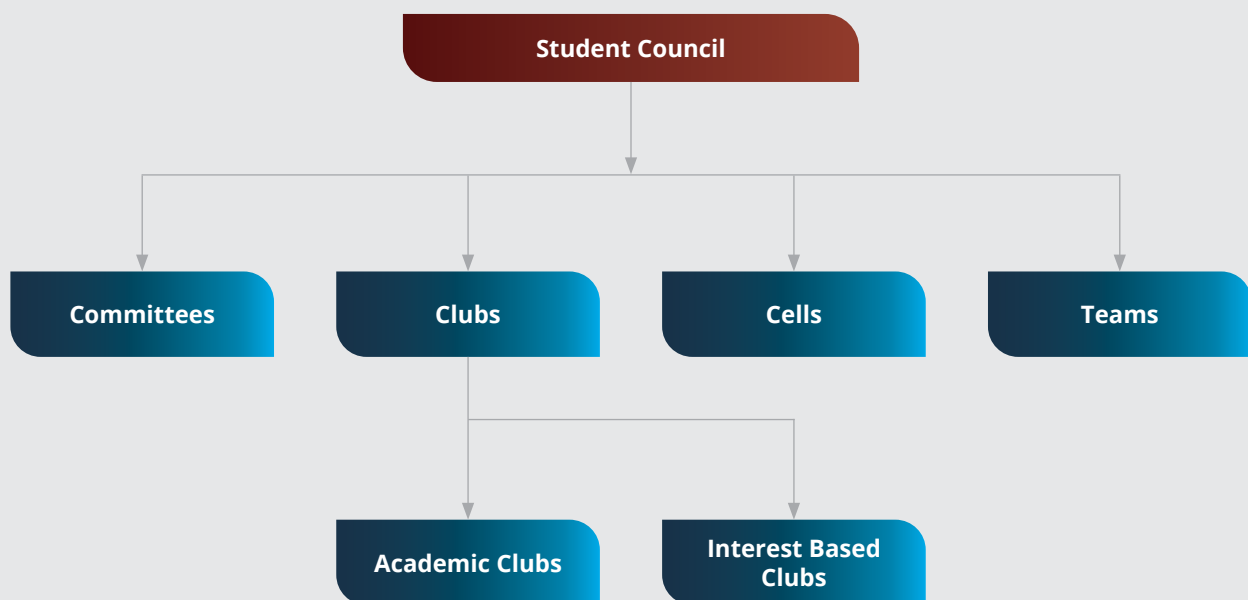 Student Council
Committees
Clubs
Cells
Teams
Academic Clubs
Interest Based
Clubs